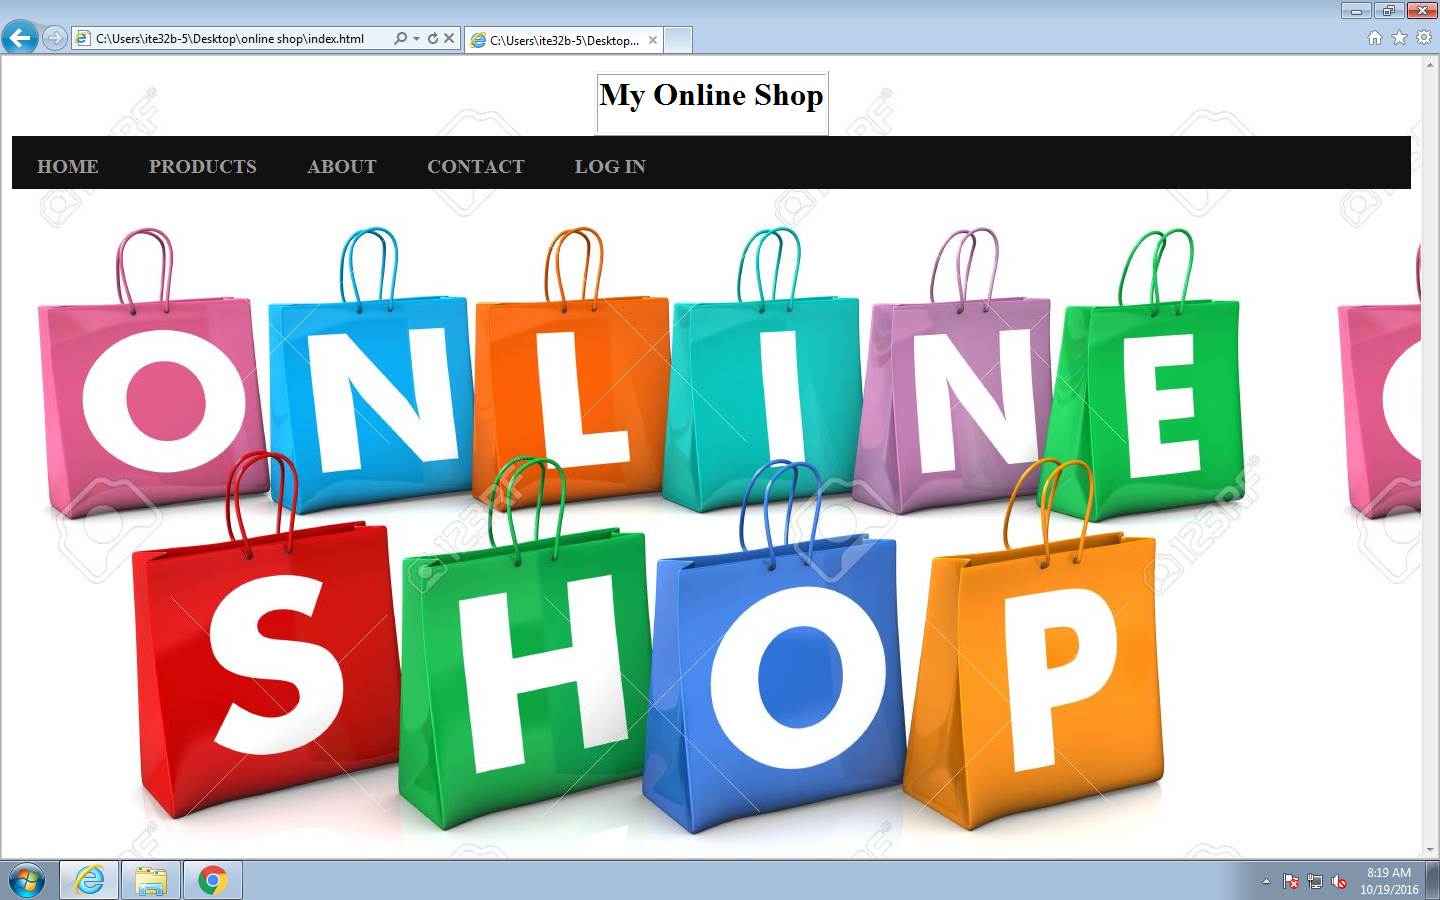 C:\Users\ite32b-5\Desktop\online shop\index.html
C:\Users\ite32b-5\Desktop...
My Online Shop
HOME PRODUCTS ABOUT CONTACT LOG IN
ONLINE
SHOP
123RF
8:19 AM
10/19/2016